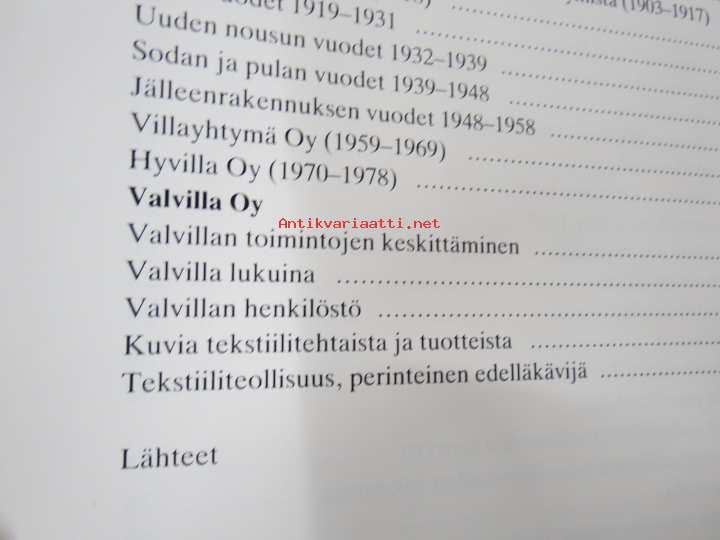 (1903–1917)
vuodet 1919–1931
Uuden nousun vuodet 1932–1939
Sodan ja pulan vuodet 1939–1948
Jälleenrakennuksen vuodet 1948–1958
Villayhtymä Oy (1959–1969)
Hyvilla Oy (1970–1978)
Valvilla Oy
Antikvariaatti.net
Valvillan toimintojen keskittäminen
Valvilla lukuina
Valvillan henkilöstö
Kuvia tekstiilitehtaista ja tuotteista
Tekstiiliteollisuus, perinteinen edelläkävijä
Lähteet